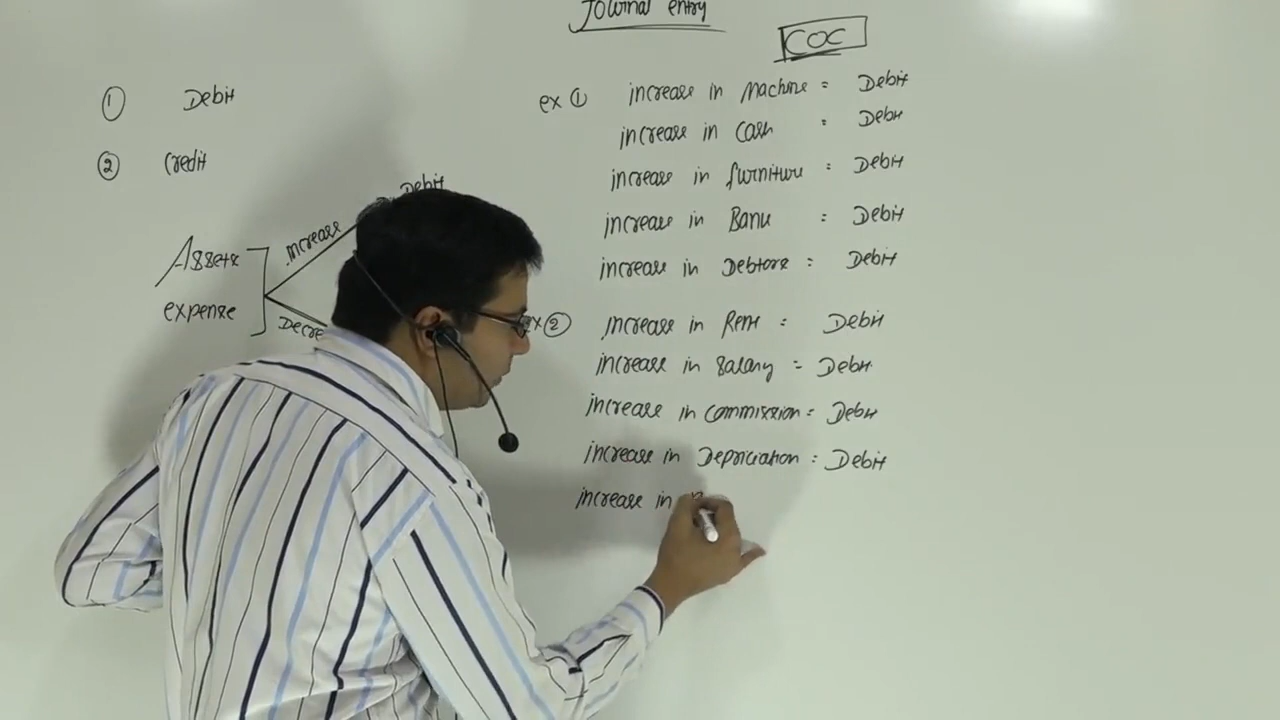 Journal entry
COC
① Debit
② Credit
Assets
expense
increase
Debit
Decre
ex ① increase in Machine = Debit
increase in Cash : Debit
increase in furniture : Debit
increase in Bank : Debit
increase in Debtors : Debit
ex ② increase in Rent = Debit
increase in salary = Debit
increase in commission = Debit
increase in Depriciation : Debit
increase in